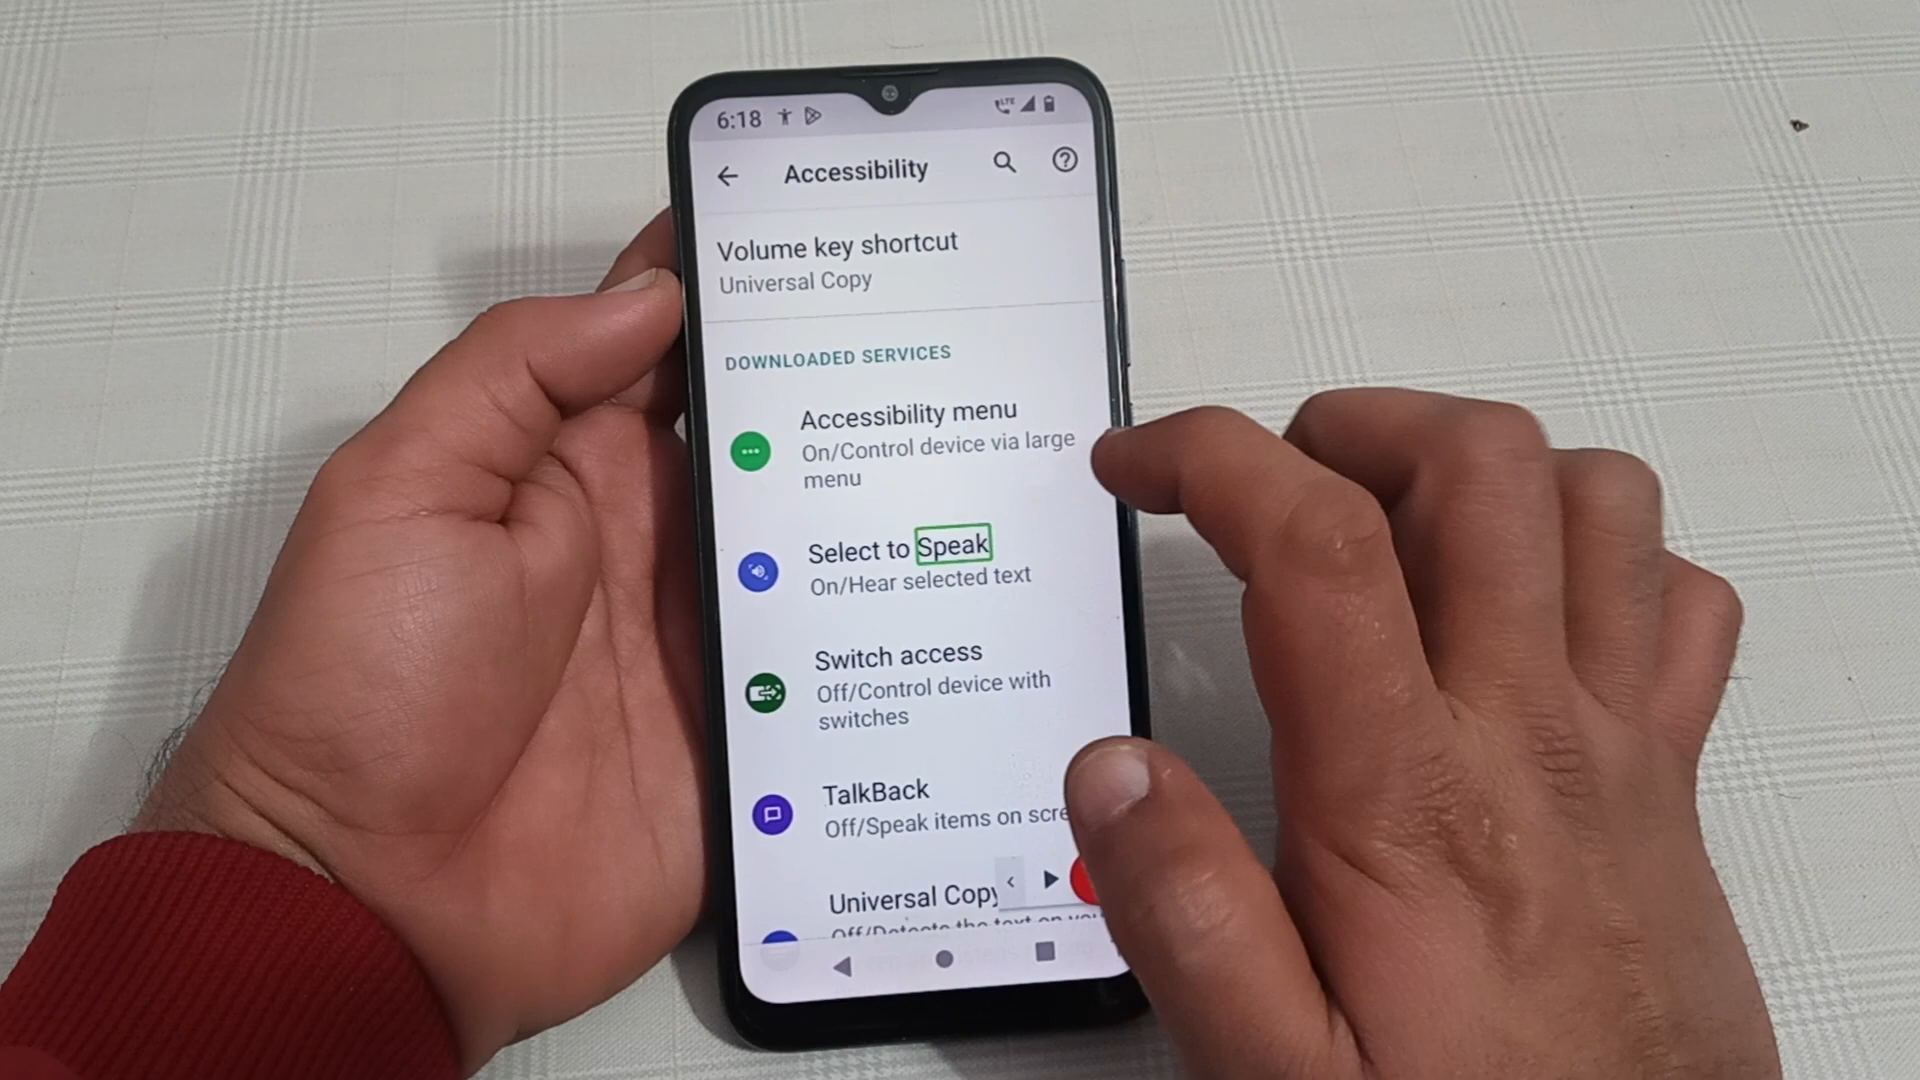 6:18
LTE
Accessibility
Volume key shortcut
Universal Copy
DOWNLOADED SERVICES
Accessibility menu
On/Control device via large
menu
Select to Speak
On/Hear selected text
Switch access
Off/Control device with
switches
TalkBack
Off/Speak items on scre
Universal Copy
Off/Detects the text on you